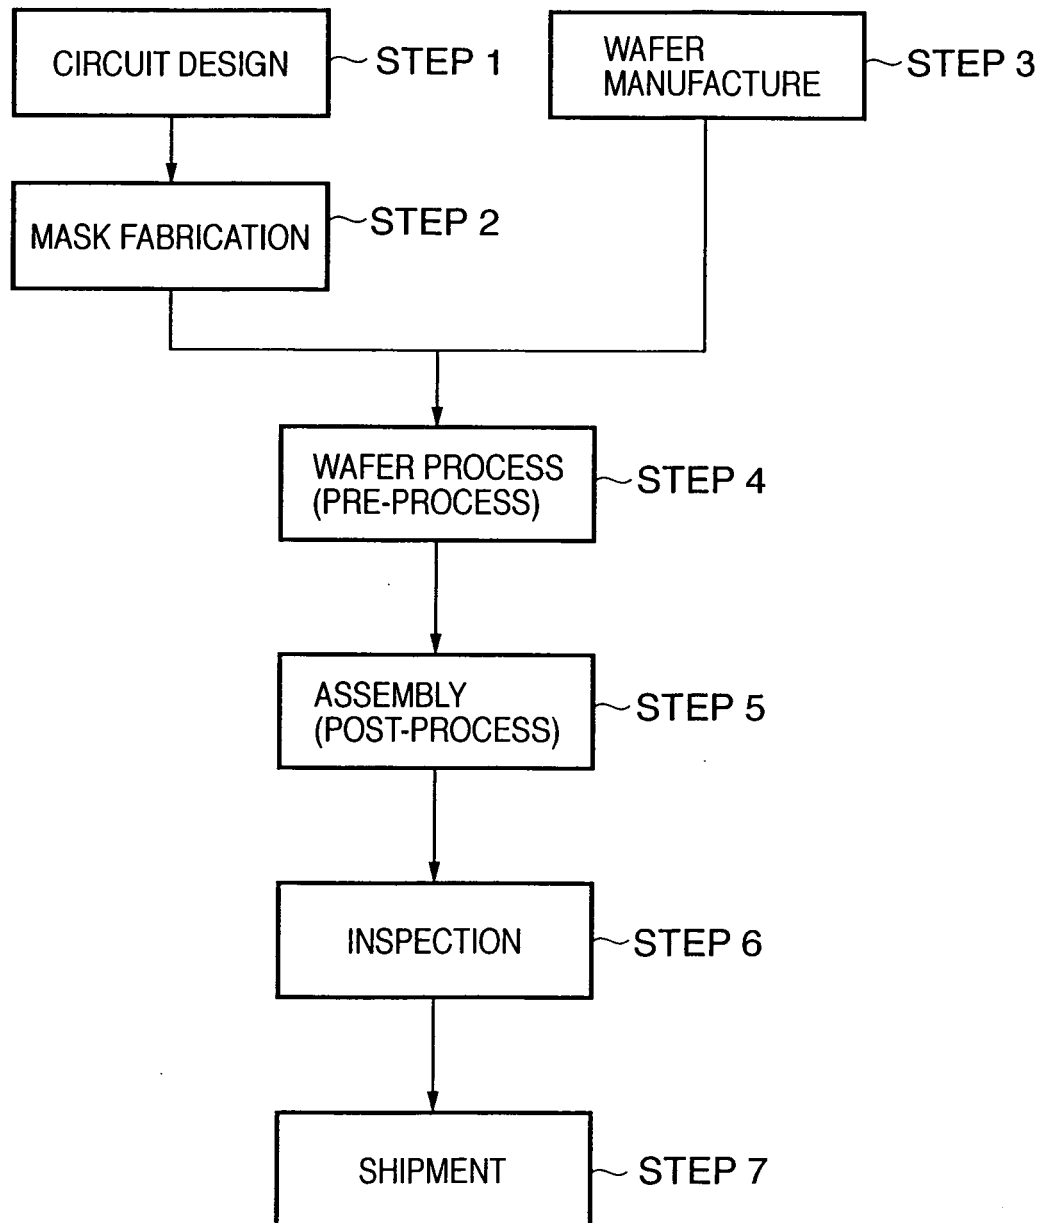 CIRCUIT DESIGN
STEP 1
WAFER
MANUFACTURE
STEP 3
MASK FABRICATION
STEP 2
WAFER PROCESS
(PRE-PROCESS)
STEP 4
ASSEMBLY
(POST-PROCESS)
STEP 5
INSPECTION
STEP 6
SHIPMENT
STEP 7